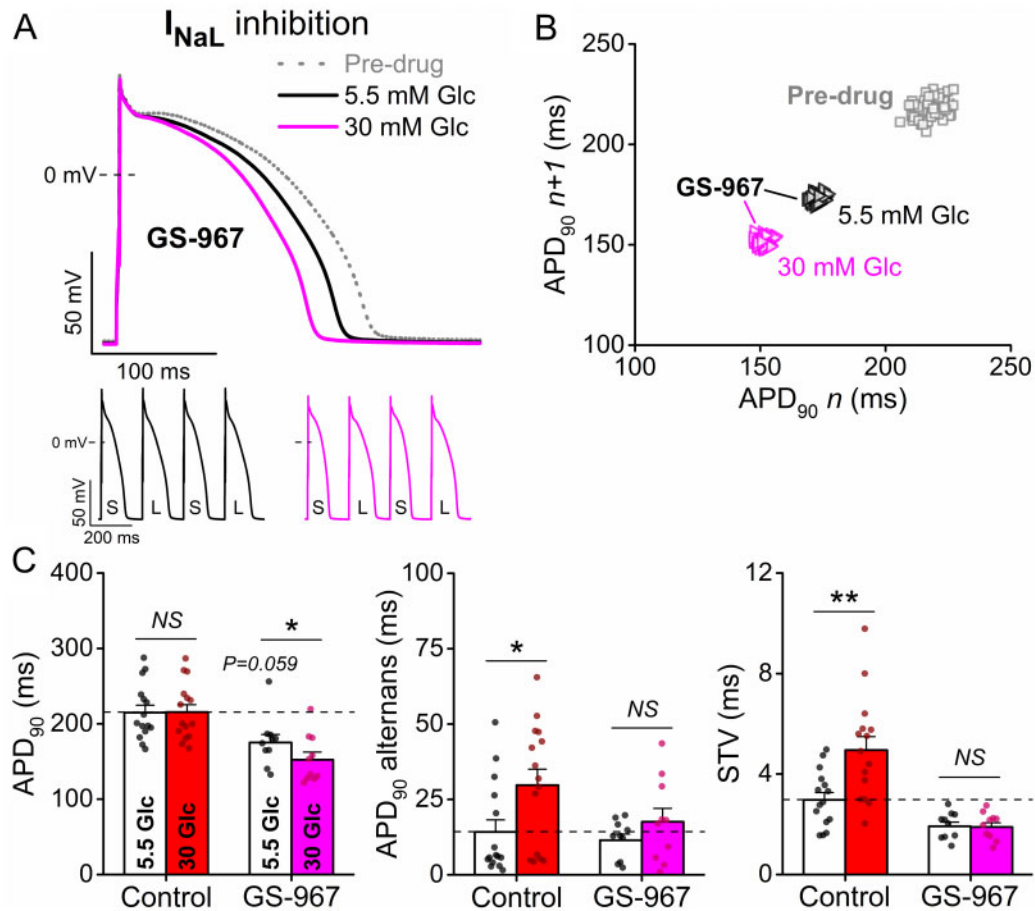 A
I_NaL inhibition
Pre-drug
5.5 mM Glc
30 mM Glc
0 mV
GS-967
50 mV
100 ms
0 mV
50 mV
200 ms
S L S L
S L S L
B
250
200
150
100
APD90 n+1 (ms)
Pre-drug
GS-967
5.5 mM Glc
30 mM Glc
100 150 200 250
APD90 n (ms)
C
400
300
200
100
0
APD90 (ms)
NS
*
P=0.059
5.5 Glc
30 Glc
5.5 Glc
30 Glc
Control GS-967
100
75
50
25
0
APD90 alternans (ms)
*
NS
Control GS-967
12
8
4
0
STV (ms)
**
NS
Control GS-967